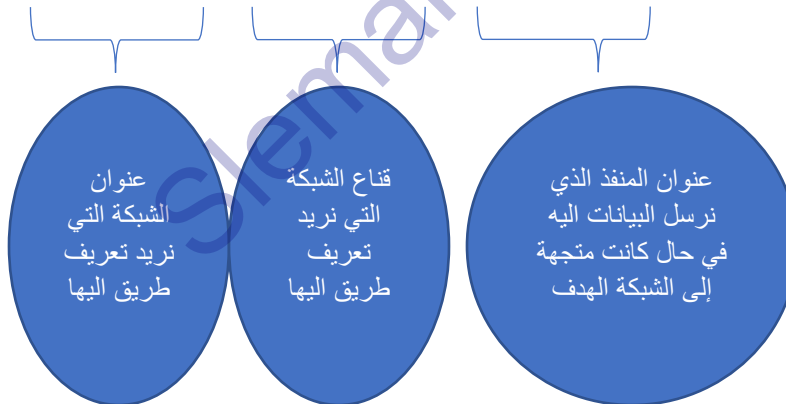 عنوان
الشبكة التي
نريد تعريف
طريق اليها
قناع الشبكة
التي نريد
تعريف
طريق اليها
عنوان المنفذ الذي
نرسل البيانات اليه
في حال كانت متجهة
إلى الشبكة الهدف